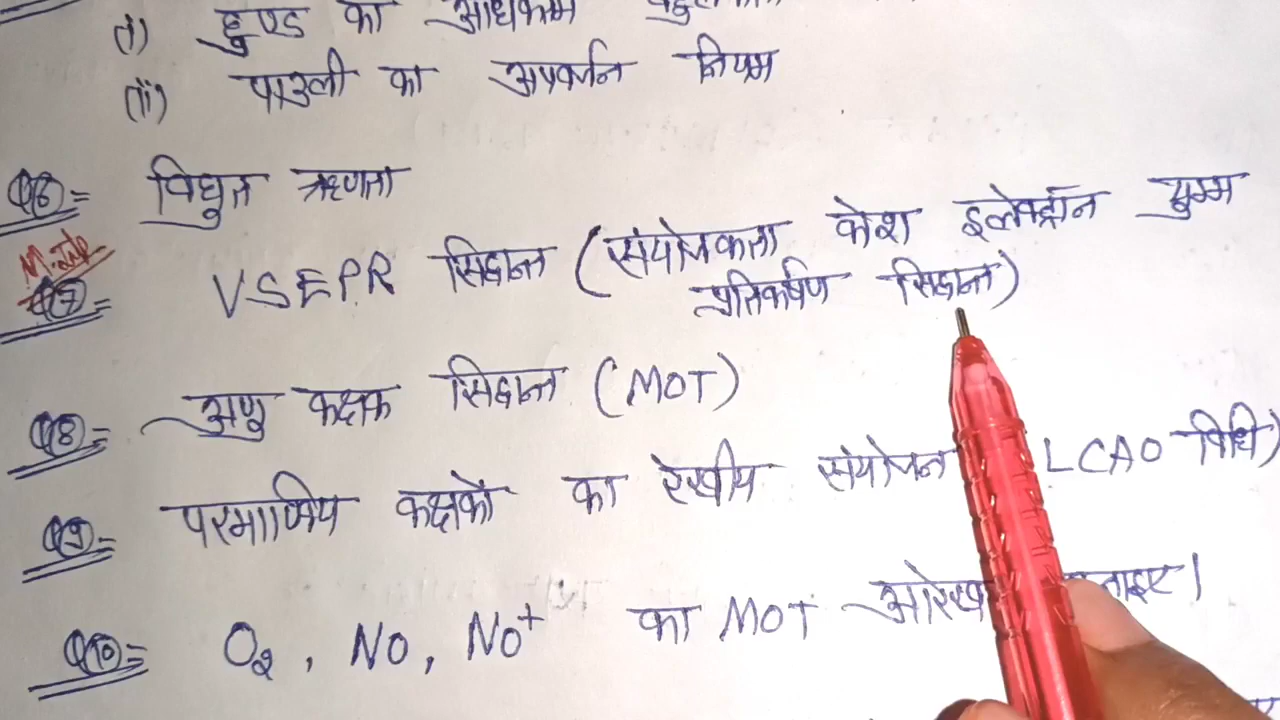 (i) हुण्ड का अधिकतम
(ii) पाउली का अपवर्जन नियम
Q6= विधुत ऋणता
M.Imp
Q7= VSEPR सिद्धान्त (संयोजकता कोश इलेक्ट्रॉन युग्म
प्रतिकर्षण सिद्धान्त)
Q8= अणु कक्षक सिद्धान्त (MOT)
Q9= परमाणिय कक्षकों का रेखीय संयोजन LCAO विधि)
Q10= O2, NO, NO+ का MOT आरेख